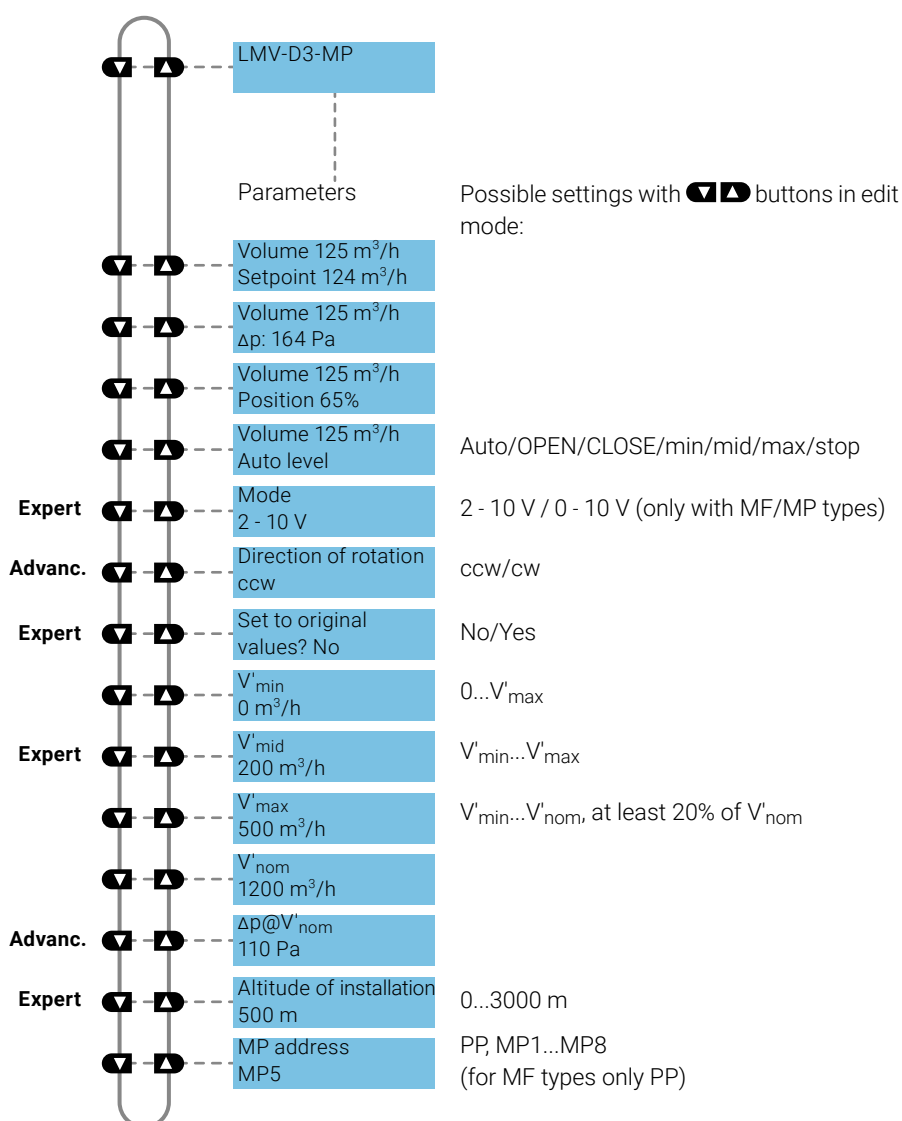 LMV-D3-MP
Parameters
Possible settings with ▽ △ buttons in edit
mode:
Volume 125 m³/h
Setpoint 124 m³/h
Volume 125 m³/h
Δp: 164 Pa
Volume 125 m³/h
Position 65%
Volume 125 m³/h
Auto level
Auto/OPEN/CLOSE/min/mid/max/stop
Expert
Mode
2 - 10 V
2 - 10 V / 0 - 10 V (only with MF/MP types)
Advanc.
Direction of rotation
ccw
ccw/cw
Expert
Set to original
values? No
No/Yes
V'min
0 m³/h
0...V'max
Expert
V'mid
200 m³/h
V'min...V'max
V'max
500 m³/h
V'min...V'nom, at least 20% of V'nom
V'nom
1200 m³/h
Advanc.
Δp@V'nom
110 Pa
Expert
Altitude of installation
500 m
0...3000 m
MP address
MP5
PP, MP1...MP8
(for MF types only PP)